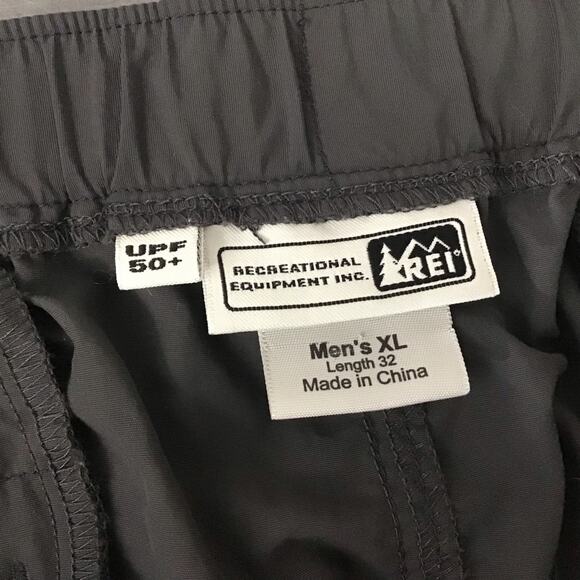 UPF
50+
RECREATIONAL
EQUIPMENT INC.
REI
Men's XL
Length 32
Made in China